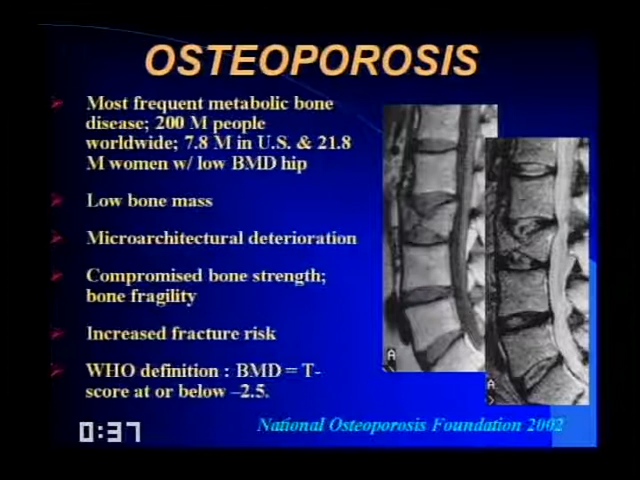 OSTEOPOROSIS
Most frequent metabolic bone
disease; 200 M people
worldwide; 7.8 M in U.S. & 21.8
M women w/ low BMD hip
Low bone mass
Microarchitectural deterioration
Compromised bone strength;
bone fragility
Increased fracture risk
WHO definition : BMD = T-
score at or below –2.5.
A
A
0:37
National Osteoporosis Foundation 2002